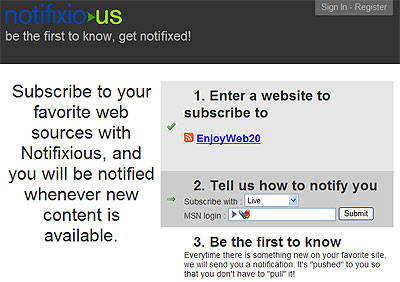 notifixio▸us
Sign In - Register
be the first to know, get notifixed!
Subscribe to your
favorite web
sources with
Notifixious, and
you will be notified
whenever new
content is
available.
1. Enter a website to
subscribe to
EnjoyWeb20
2. Tell us how to notify you
Subscribe with : Live
MSN login : Submit
3. Be the first to know
Everytime there is something new on your favorite site,
we will send you a notification. It's "pushed" to you so
that you don't have to "pull" it!